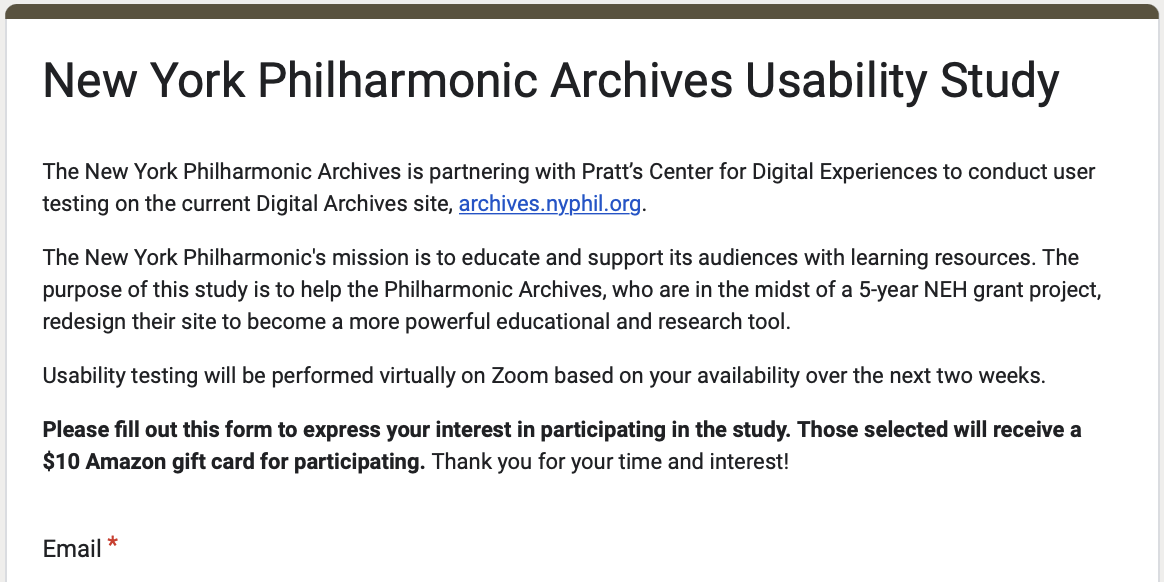 New York Philharmonic Archives Usability Study
The New York Philharmonic Archives is partnering with Pratt’s Center for Digital Experiences to conduct user
testing on the current Digital Archives site, archives.nyphil.org.
The New York Philharmonic's mission is to educate and support its audiences with learning resources. The
purpose of this study is to help the Philharmonic Archives, who are in the midst of a 5-year NEH grant project,
redesign their site to become a more powerful educational and research tool.
Usability testing will be performed virtually on Zoom based on your availability over the next two weeks.
Please fill out this form to express your interest in participating in the study. Those selected will receive a
$10 Amazon gift card for participating. Thank you for your time and interest!
Email *